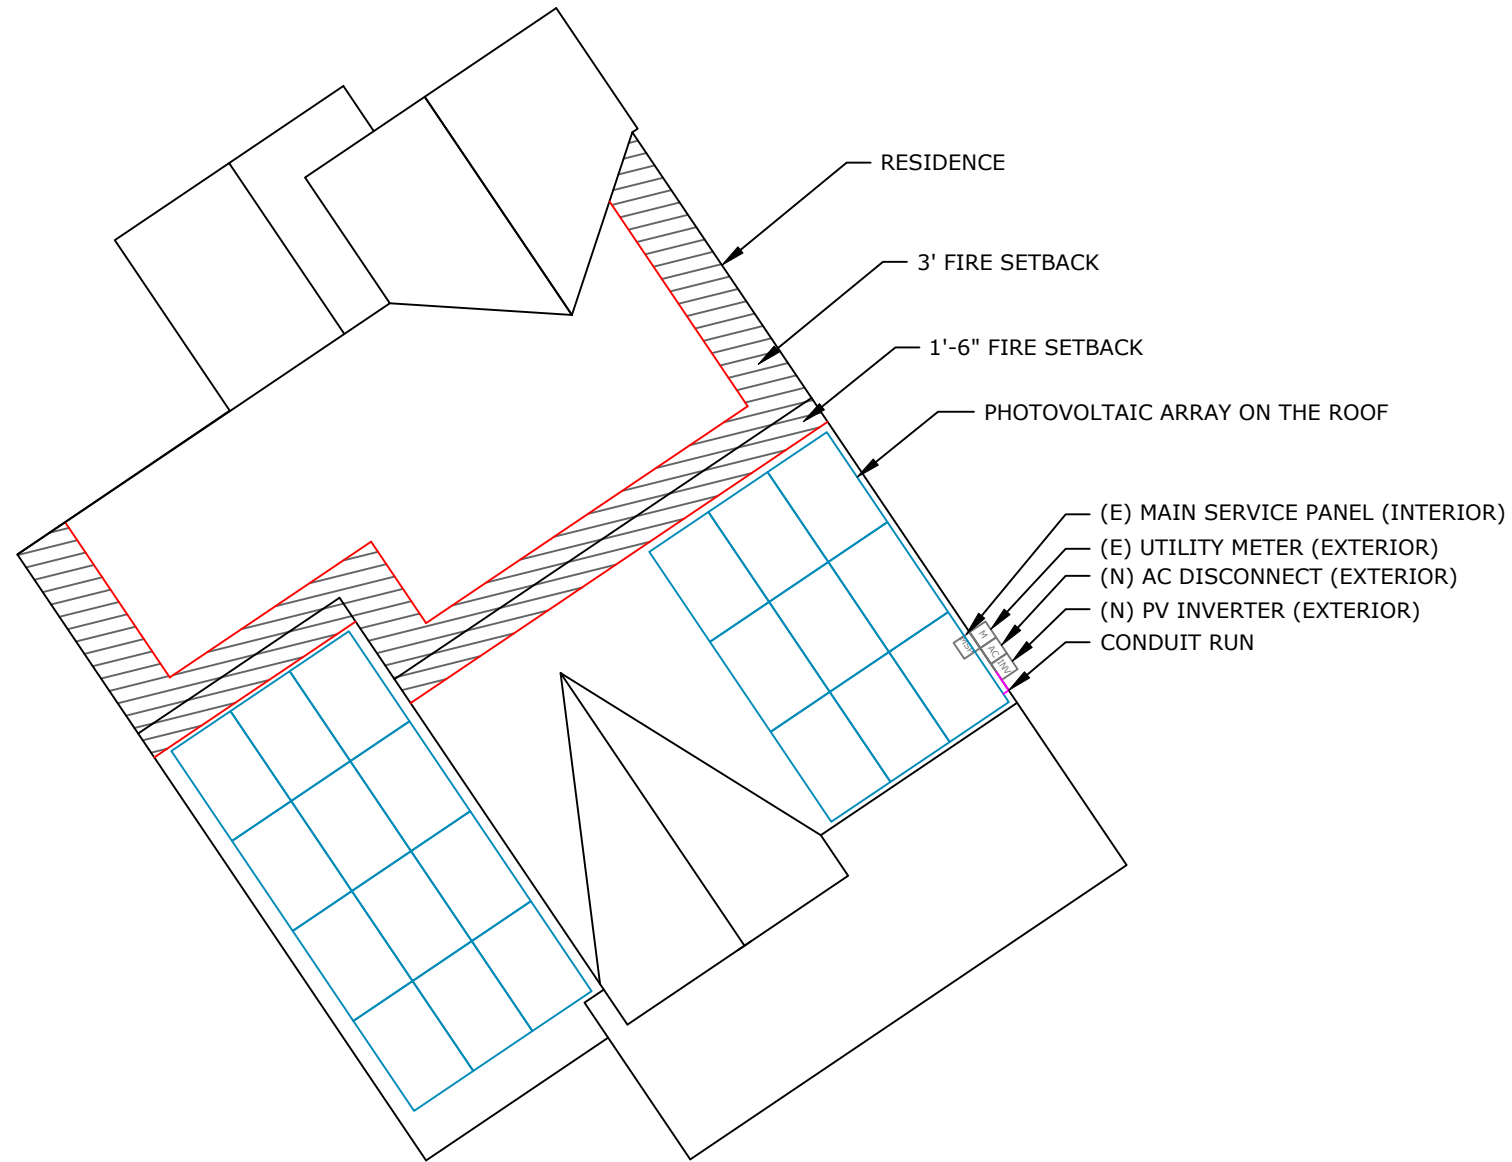 RESIDENCE
3' FIRE SETBACK
1'-6" FIRE SETBACK
PHOTOVOLTAIC ARRAY ON THE ROOF
(E) MAIN SERVICE PANEL (INTERIOR)
(E) UTILITY METER (EXTERIOR)
(N) AC DISCONNECT (EXTERIOR)
(N) PV INVERTER (EXTERIOR)
CONDUIT RUN
M
AC
INV
MSP